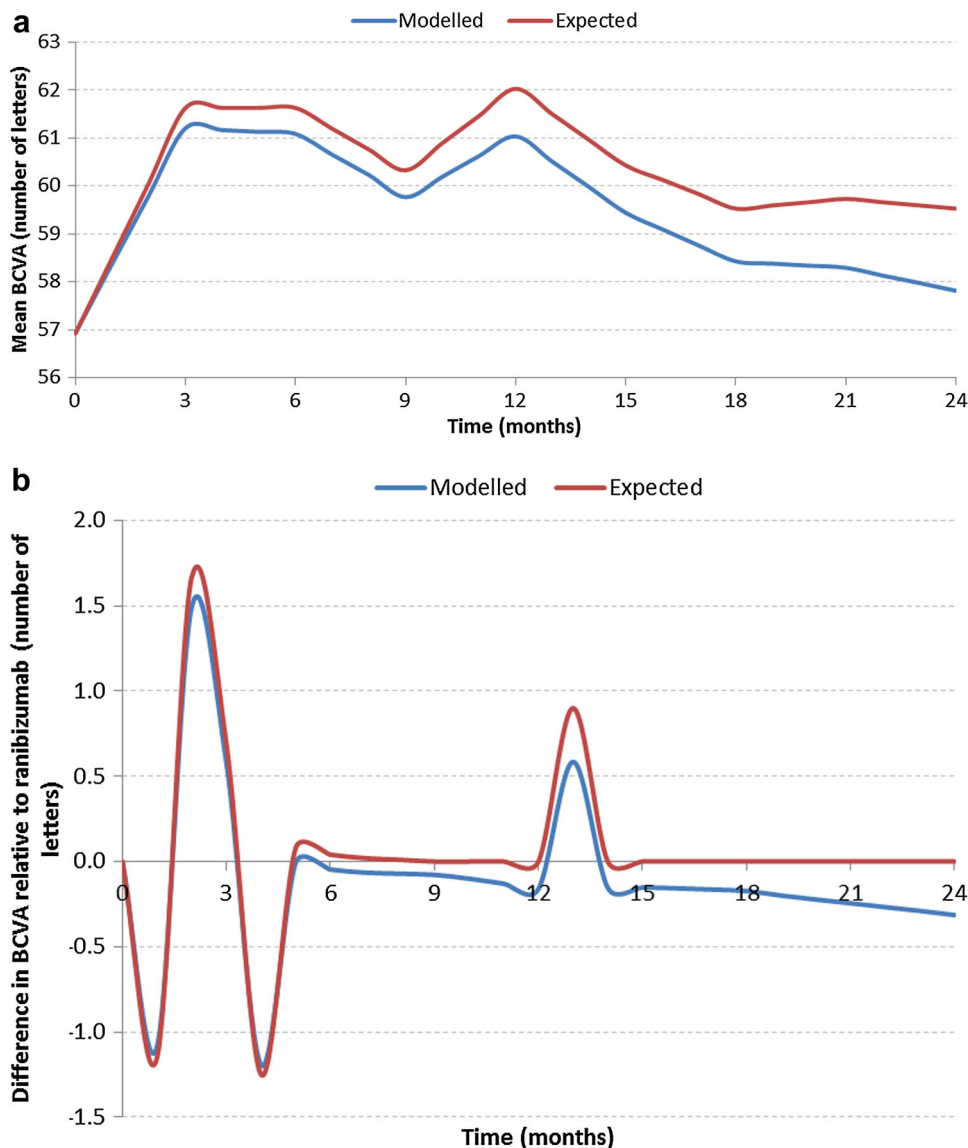 a
Modelled Expected
Mean BCVA (number of letters)
63
62
61
60
59
58
57
56
0 3 6 9 12 15 18 21 24
Time (months)
b
Modelled Expected
Difference in BCVA relative to ranibizumab (number of
letters)
2.0
1.5
1.0
0.5
0.0
-0.5
-1.0
-1.5
0 3 6 9 12 15 18 21 24
Time (months)